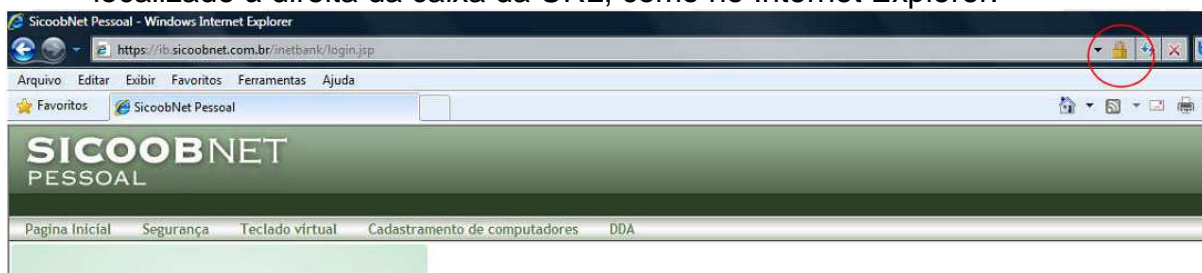 localizado à direita da caixa da URL, como no Internet Explorer:
SicoobNet Pessoal - Windows Internet Explorer
https://ib.sicoobnet.com.br/inetbank/login.jsp
Arquivo Editar Exibir Favoritos Ferramentas Ajuda
Favoritos SicoobNet Pessoal
SICOOBNET
PESSOAL
Pagina Inicial Segurança Teclado virtual Cadastramento de computadores DDA